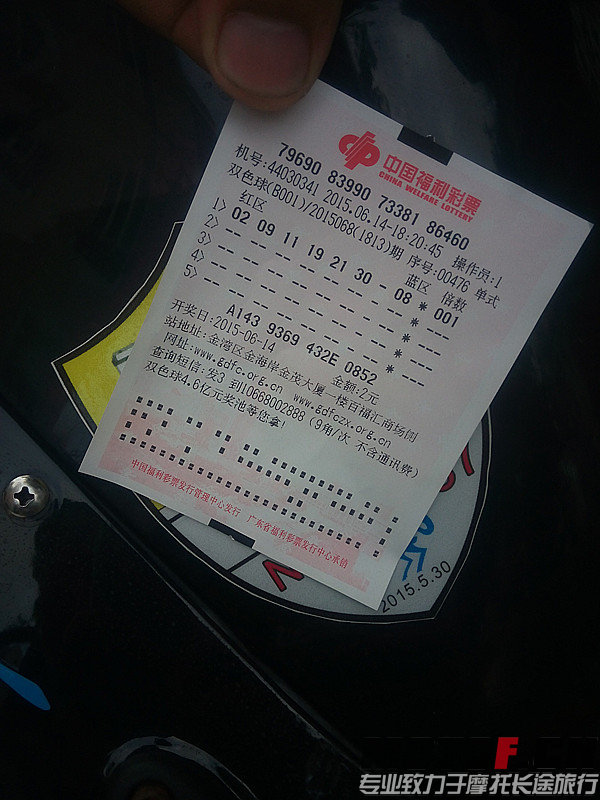 中国福利彩票
CHINA WELFARE LOTTERY
79690 83990 73381 86460
机号:44030341 2015.06.14-18:20:45 操作员:1
双色球(B001)/2015068(1813)期 序号:00476 单式
红区 蓝区 倍数
1> 02 09 11 19 21 30 - 08 * 001
2> -- -- -- -- -- -- - -- * ---
3> -- -- -- -- -- -- - -- * ---
4> -- -- -- -- -- -- - -- * ---
5> -- -- -- -- -- -- - -- * ---
A143 9369 432E 0852
开奖日:2015-06-14 金额:2元
站地址:金湾区金海岸金茂大厦一楼百福汇商场侧
网址:www.gdfc.org.cn www.gdfczx.org.cn
查询短信:发3 到10668002888 (9角/次 不含通讯费)
双色球4.6亿元奖池等您拿!
中国福利彩票发行管理中心发行 广东省福利彩票发行中心承销
2015.5.30
专业致力于摩托长途旅行